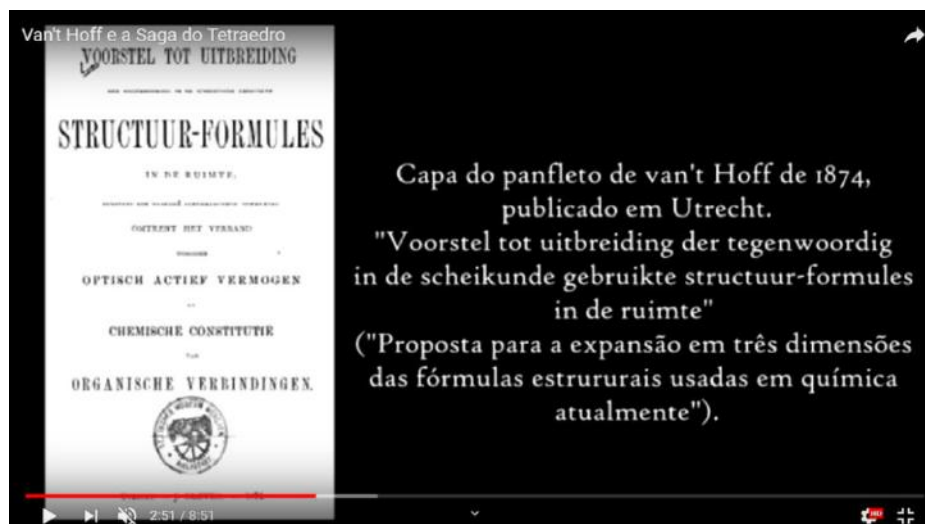 Van't Hoff e a Saga do Tetraedro
VOORSTEL TOT UITBREIDING
STRUCTUUR-FORMULES
IN DE RUIMTE,
OMTRENT HET VERBAND
OPTISCH ACTIEF VERMOGEN
CHEMISCHE CONSTITUTIE
VAN
ORGANISCHE VERBINDINGEN.
Capa do panfleto de van't Hoff de 1874,
publicado em Utrecht.
"Voorstel tot uitbreiding der tegenwoordig
in de scheikunde gebruikte structuur-formules
in de ruimte"
("Proposta para a expansão em três dimensões
das fórmulas estrururais usadas em química
atualmente").
2:51 / 8:51
HD